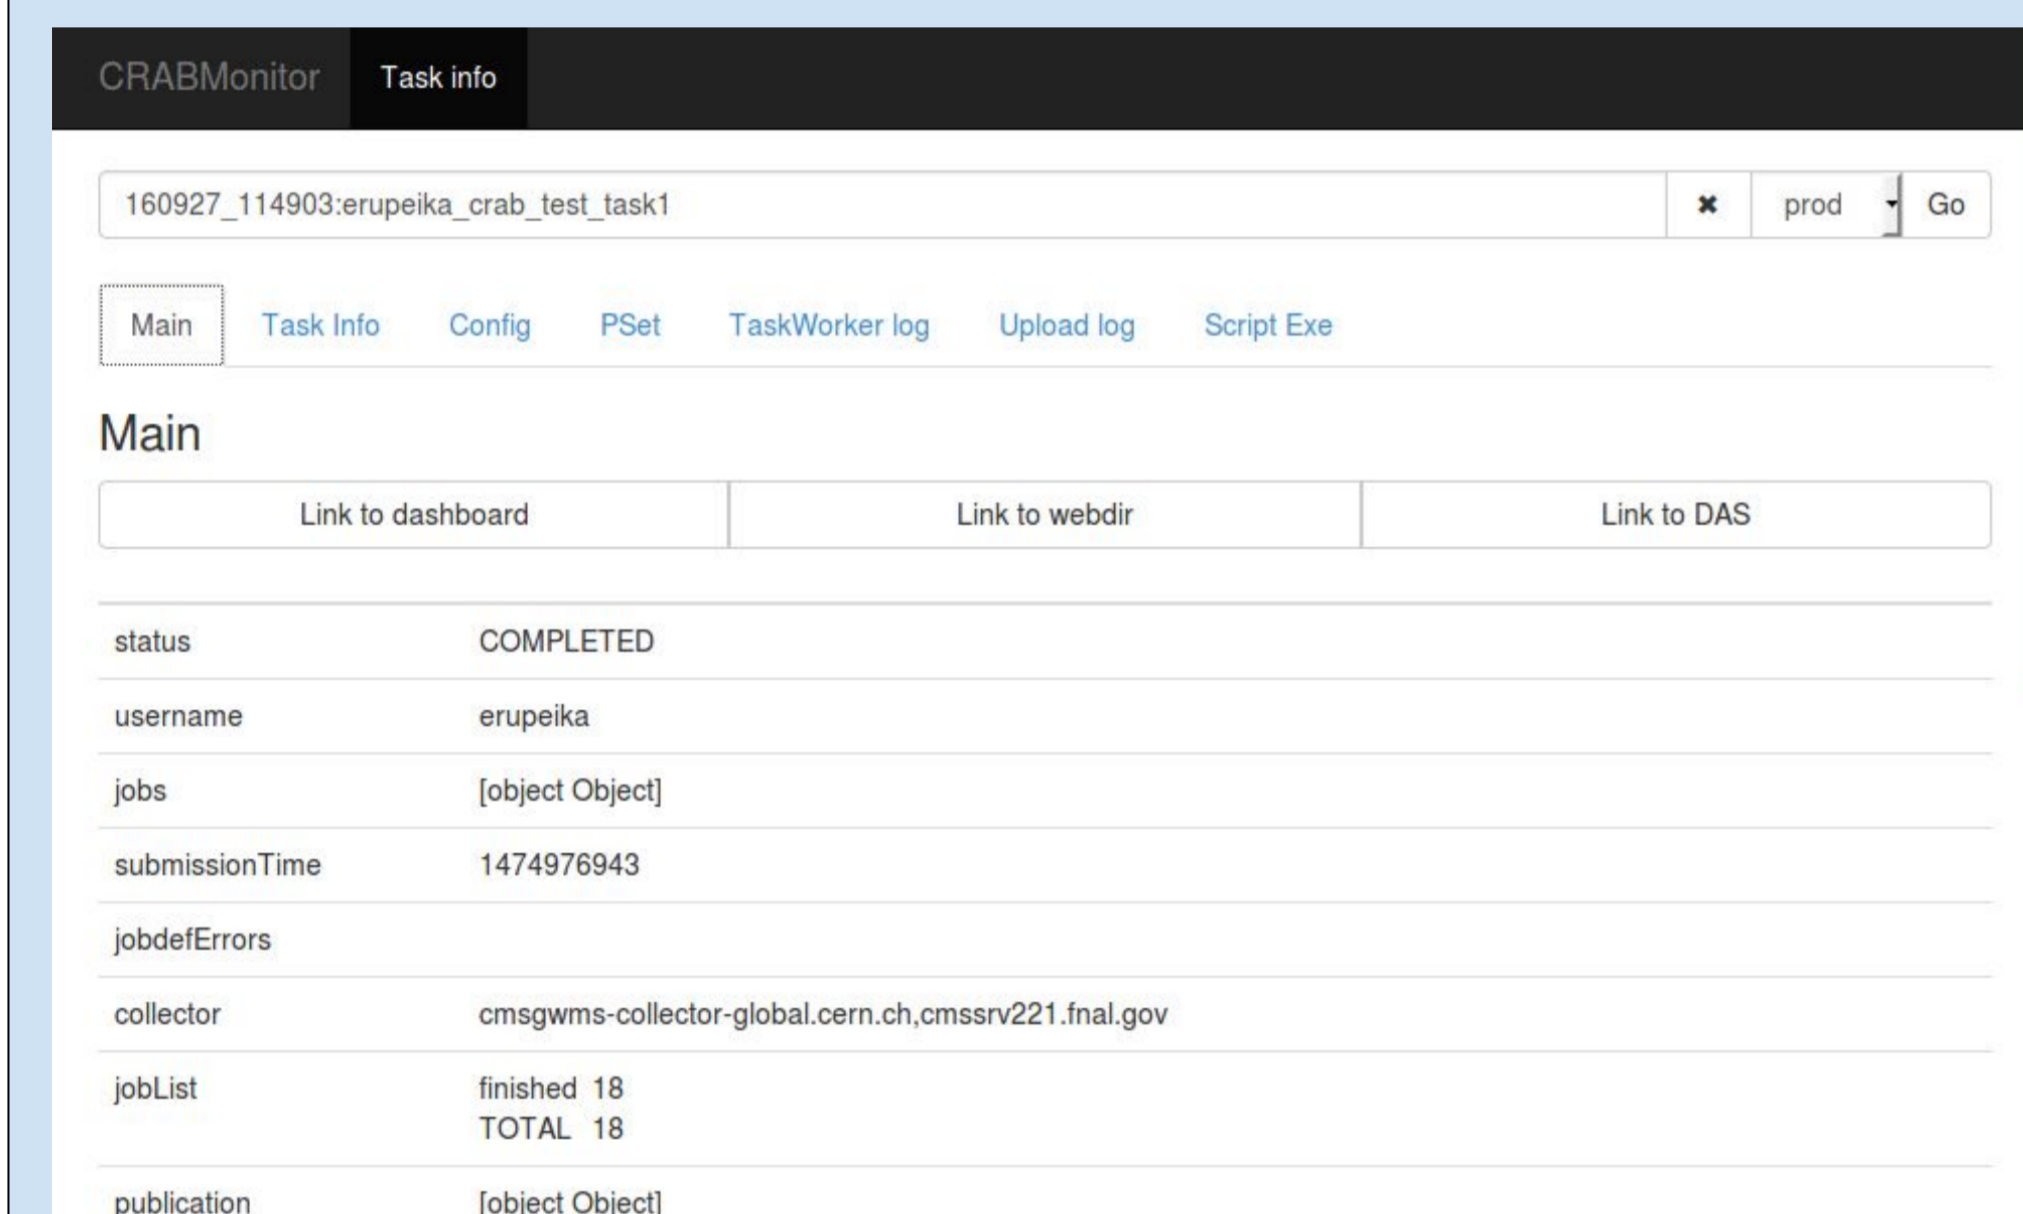 CRABMonitor Task info
160927_114903:erupeika_crab_test_task1 ✖ prod Go
Main Task Info Config PSet TaskWorker log Upload log Script Exe
Main
Link to dashboard Link to webdir Link to DAS
status COMPLETED
username erupeika
jobs [object Object]
submissionTime 1474976943
jobdefErrors
collector cmsgwms-collector-global.cern.ch,cmssrv221.fnal.gov
jobList finished 18
TOTAL 18
publication [object Object]